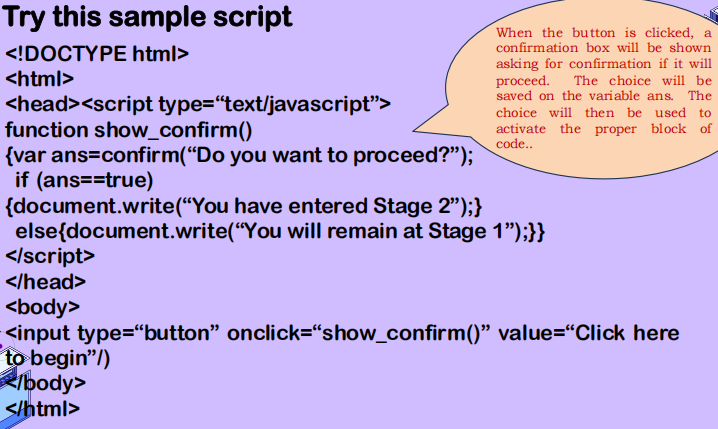 Try this sample script
<!DOCTYPE html>
<html>
<head><script type=“text/javascript”>
function show_confirm()
{var ans=confirm(“Do you want to proceed?”);
if (ans==true)
{document.write(“You have entered Stage 2”);}
else{document.write(“You will remain at Stage 1”);}}
</script>
</head>
<body>
<input type=“button” onclick=“show_confirm()” value=“Click here
to begin”/)
</body>
</html>
When the button is clicked, a
confirmation box will be shown
asking for confirmation if it will
proceed. The choice will be
saved on the variable ans. The
choice will then be used to
activate the proper block of
code..